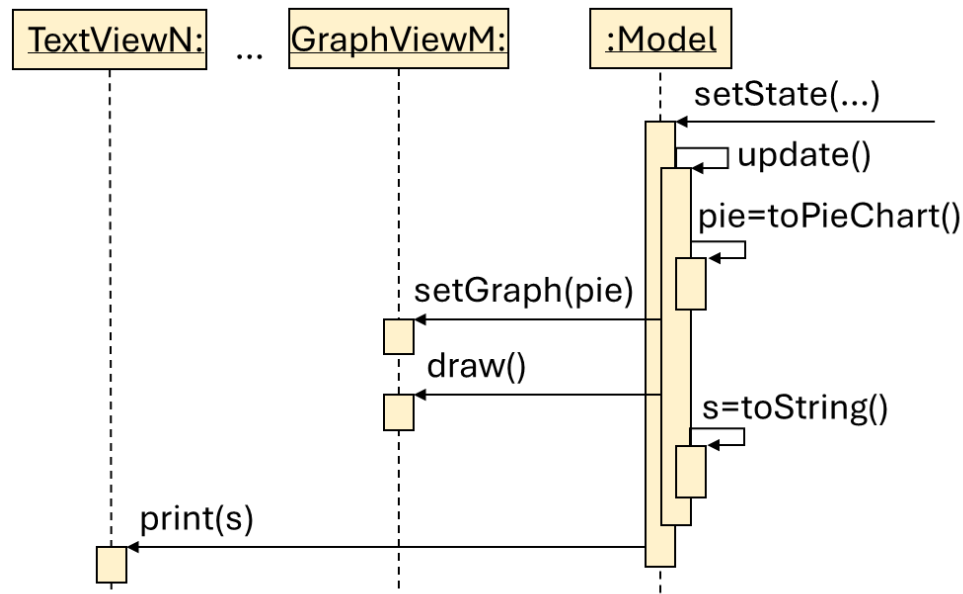 TextViewN:
...
GraphViewM:
:Model
setState(...)
update()
pie=toPieChart()
setGraph(pie)
draw()
s=toString()
print(s)